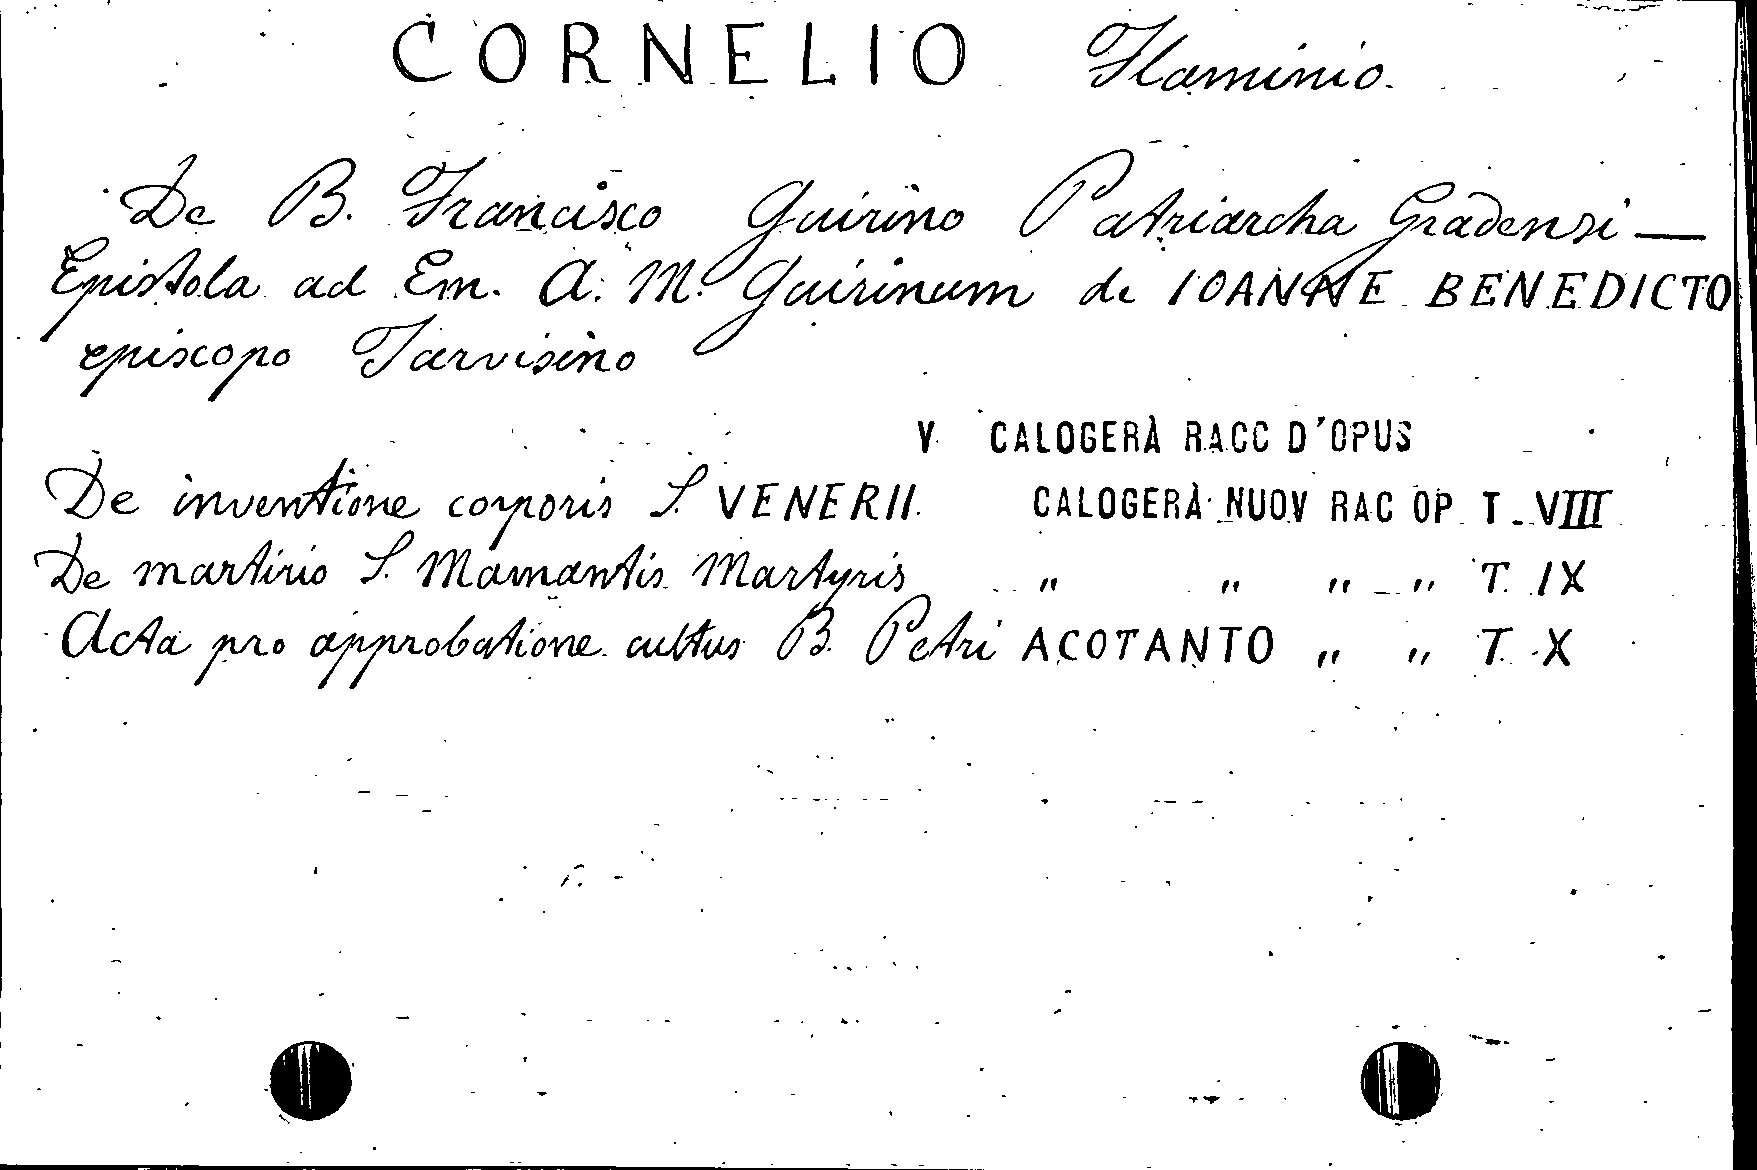 CORNELIO Flaminio.
De B. Francisco Quirino Patriarcha Gradensi —
Epistola ad Em. A. M. Quirinum de IOANNE BENEDICTO
episcopo Tarvisino
V CALOGERÀ RACC D'OPUS
De inventione corporis S. VENERII. CALOGERÀ NUOV RAC OP T. VIII
De martirio S. Mamantis Martyris " " " " T. IX
Acta pro approbatione cultus B. Petri ACOTANTO " " T. X